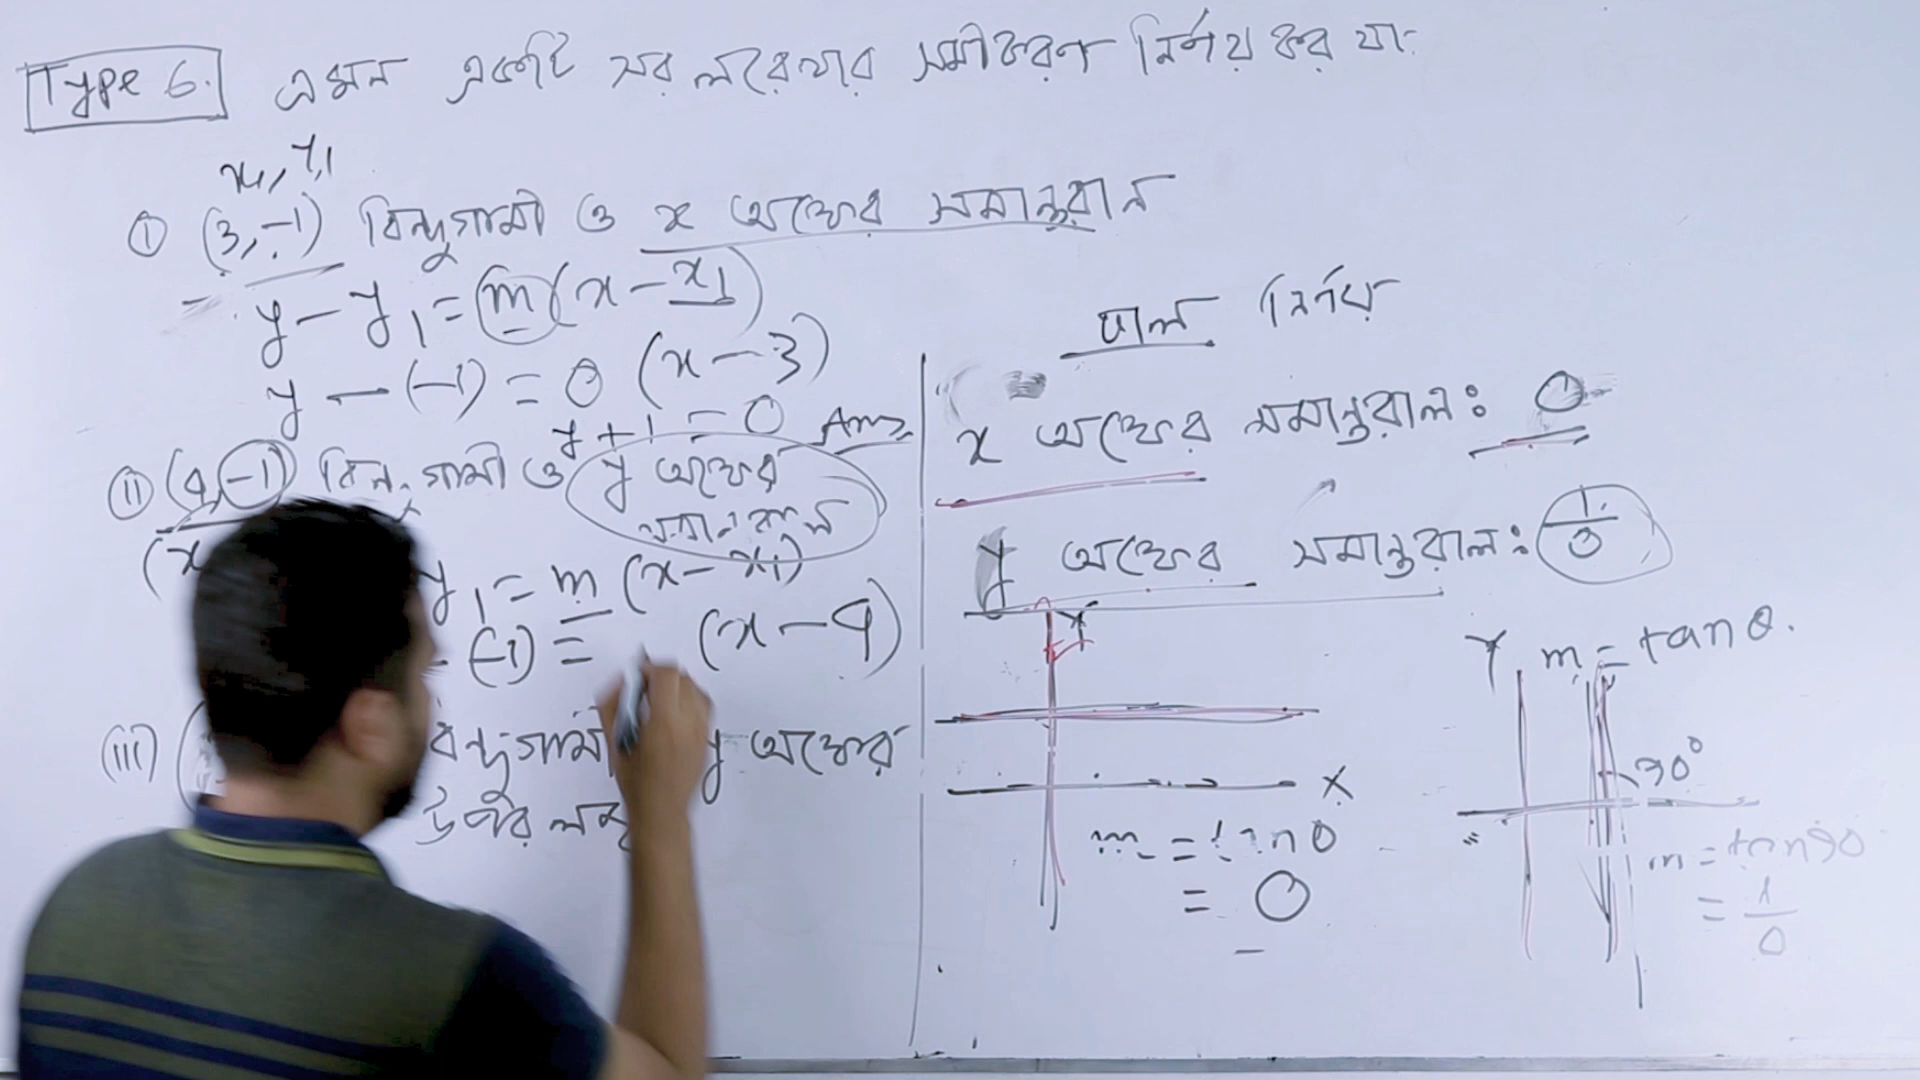 Type 6. এমন একটি সরলরেখার সমীকরণ নির্ণয় কর যা:
x₁, y₁
(i) (3, -1) বিন্দুগামী ও x অক্ষের সমান্তরাল
y - y₁ = m (x - x₁)
y - (-1) = 0 (x - 3)
y + 1 = 0 Ans
(ii) (4, -1) বিন্দুগামী ও y অক্ষের
সমান্তরাল
(x
y₁ = m (x - x₁)
- (-1) = (x - 4)
(iii) ( বিন্দুগামী y অক্ষের
উপর লম্ব
ঢাল নির্ণয়
x অক্ষের সমান্তরাল: 0
y অক্ষের সমান্তরাল: 1/0
Y
X
m = tan 0
= 0
Y m = tan θ.
90°
m = tan 90
= 1/0